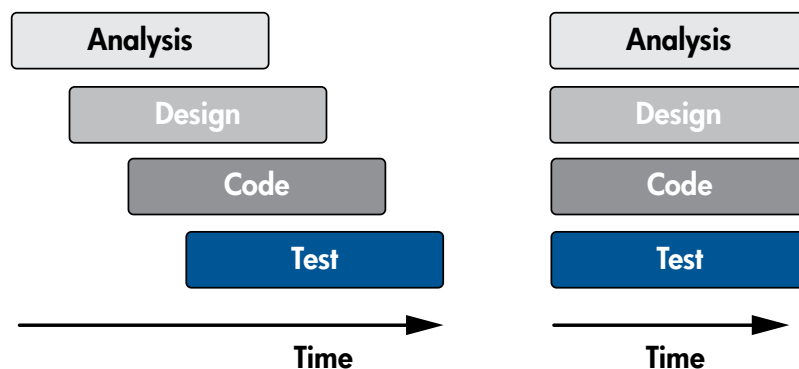 Analysis
Design
Code
Test
Time
Analysis
Design
Code
Test
Time